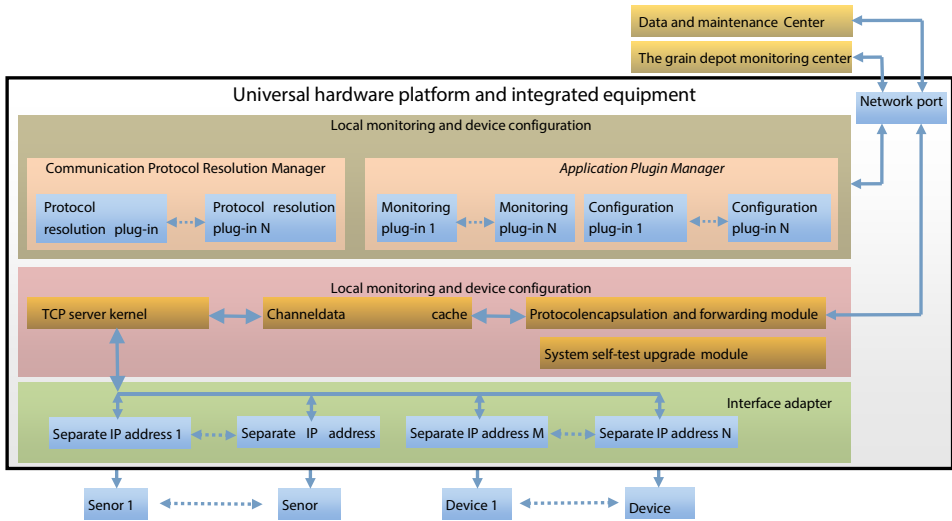 Data and maintenance Center
The grain depot monitoring center
Network port
Universal hardware platform and integrated equipment
Local monitoring and device configuration
Communication Protocol Resolution Manager
Application Plugin Manager
Protocol
resolution plug-in
Protocol resolution
plug-in N
Monitoring
plug-in 1
Monitoring
plug-in N
Configuration
plug-in 1
Configuration
plug-in N
Local monitoring and device configuration
TCP server kernel
Channeldata cache
Protocolencapsulation and forwarding module
System self-test upgrade module
Interface adapter
Separate IP address 1
Separate IP address
Separate IP address M
Separate IP address N
Senor 1
Senor
Device 1
Device